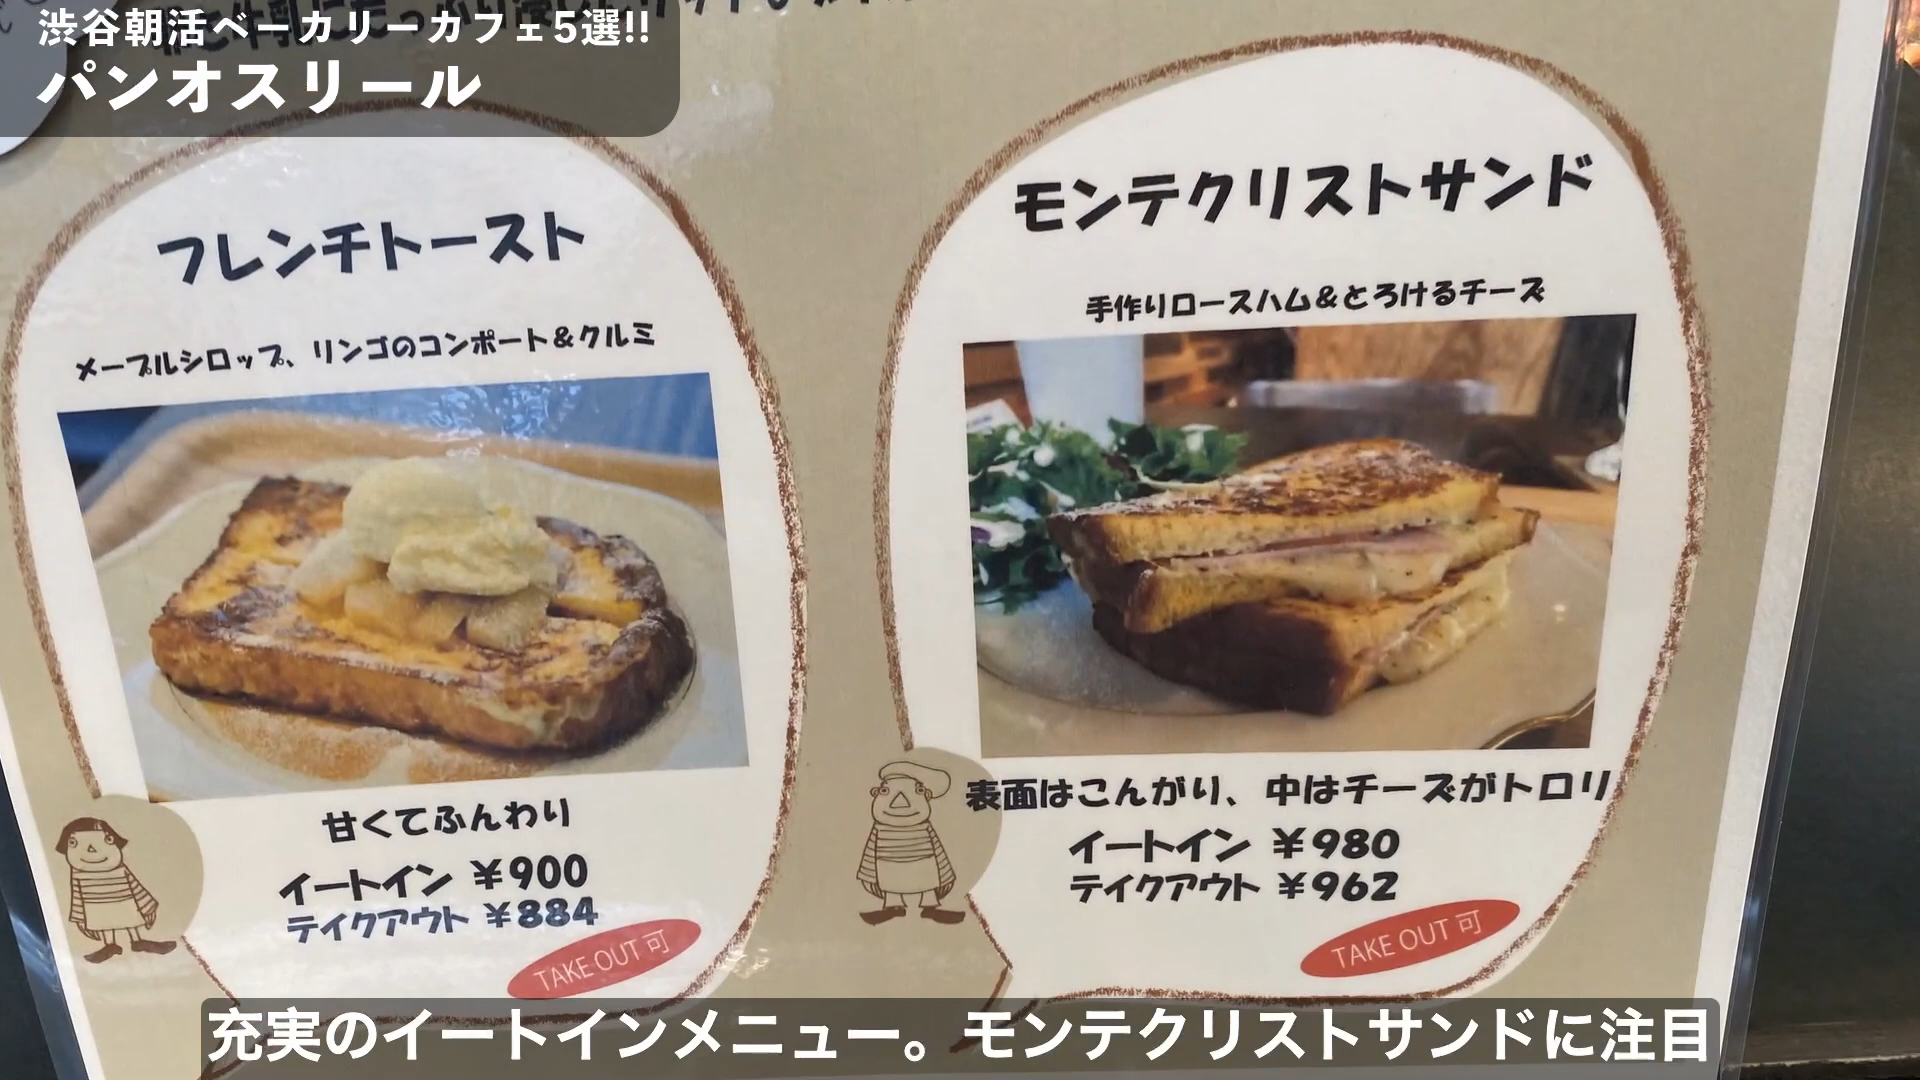 渋谷朝活ベーカリーカフェ5選!!
パンオスリール
フレンチトースト
メープルシロップ、リンゴのコンポート&クルミ
甘くてふんわり
イートイン ¥900
テイクアウト ¥884
TAKE OUT 可
モンテクリストサンド
手作りロースハム&とろけるチーズ
表面はこんがり、中はチーズがトロリ
イートイン ¥980
テイクアウト ¥962
TAKE OUT 可
充実のイートインメニュー。モンテクリストサンドに注目